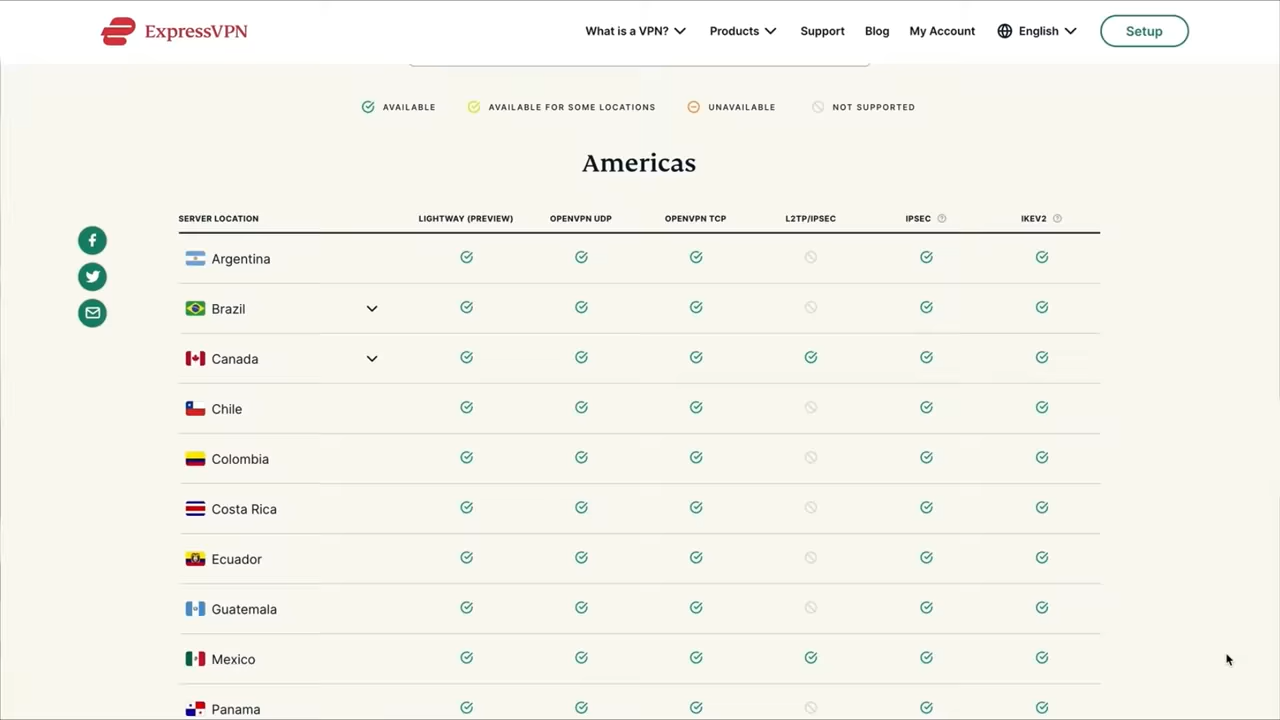 ExpressVPN
What is a VPN? Products Support Blog My Account English Setup
AVAILABLE AVAILABLE FOR SOME LOCATIONS UNAVAILABLE NOT SUPPORTED
Americas
SERVER LOCATION LIGHTWAY (PREVIEW) OPENVPN UDP OPENVPN TCP L2TP/IPSEC IPSEC IKEV2
Argentina
Brazil
Canada
Chile
Colombia
Costa Rica
Ecuador
Guatemala
Mexico
Panama